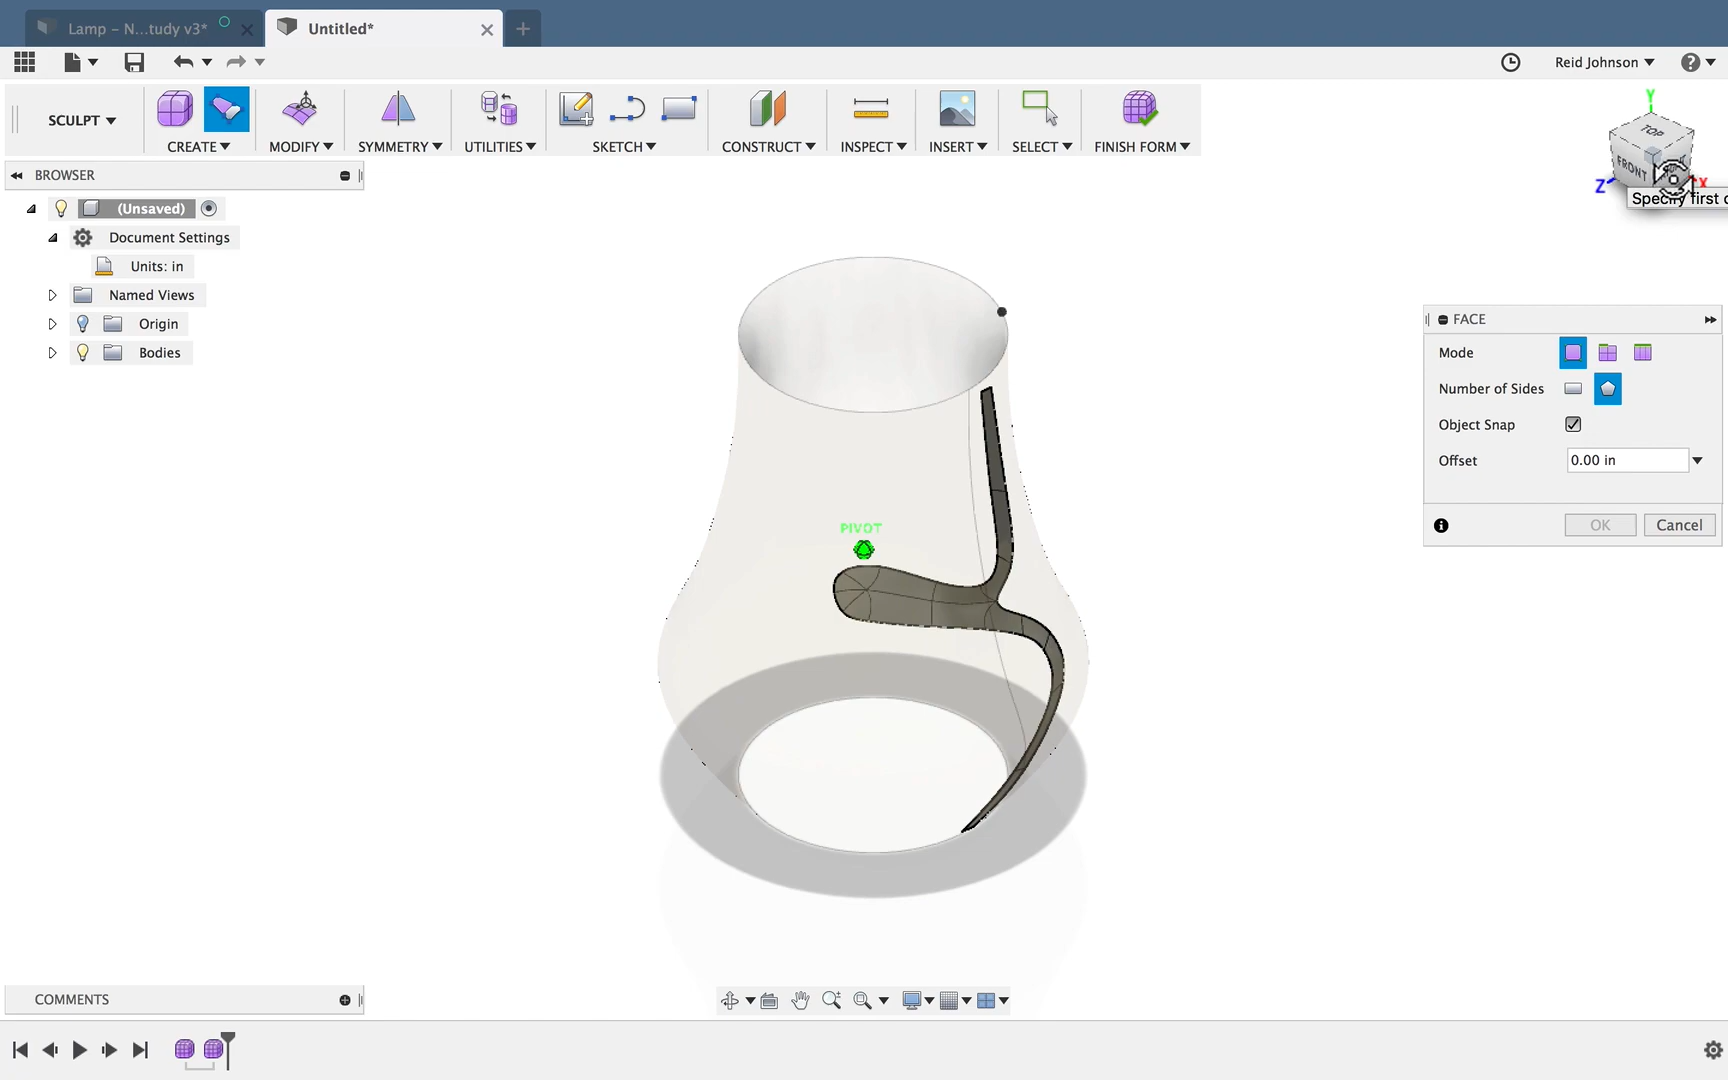 Lamp – N...tudy v3*
Untitled*
Reid Johnson
SCULPT
CREATE
MODIFY
SYMMETRY
UTILITIES
SKETCH
CONSTRUCT
INSPECT
INSERT
SELECT
FINISH FORM
BROWSER
(Unsaved)
Document Settings
Units: in
Named Views
Origin
Bodies
Y
TOP
FRONT
Z
X
Specify first c
PIVOT
FACE
Mode
Number of Sides
Object Snap
Offset
0.00 in
OK
Cancel
COMMENTS